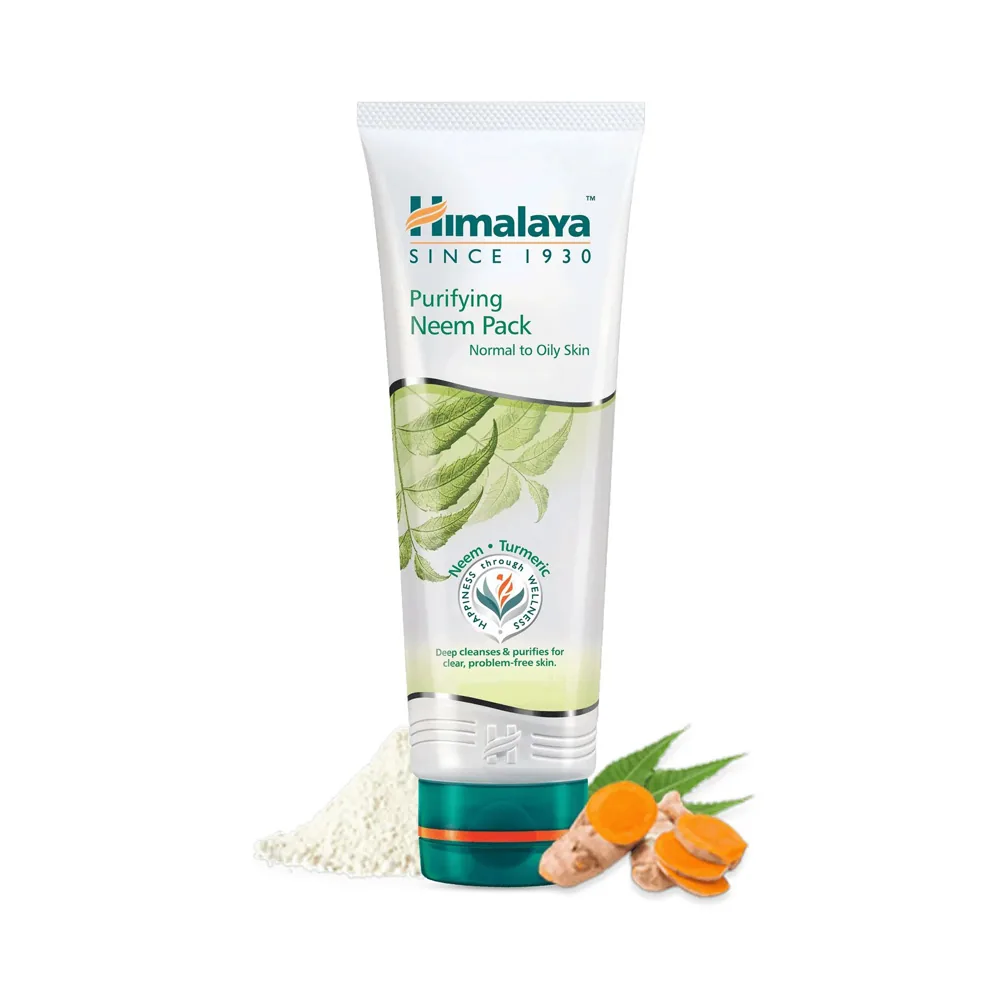 Himalaya™
SINCE 1930
Purifying
Neem Pack
Normal to Oily Skin
Neem • Turmeric
HAPPINESS through WELLNESS
Deep cleanses & purifies for
clear, problem-free skin.